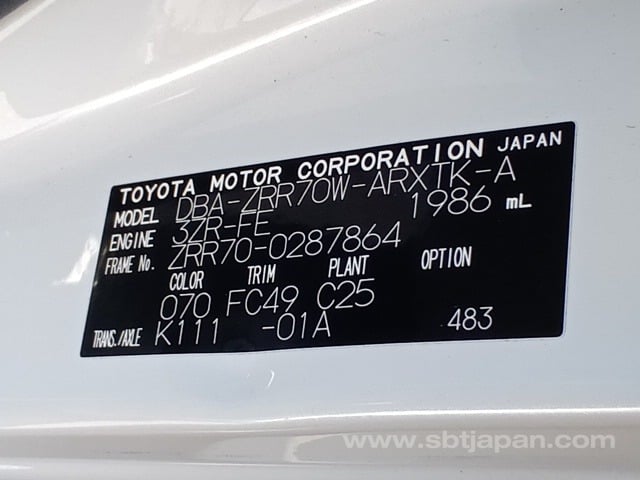 TOYOTA MOTOR CORPORATION JAPAN
MODEL DBA-ZRR70W-ARXTK-A
ENGINE 3ZR-FE 1986 mL
FRAME No. ZRR70-0287864
COLOR TRIM PLANT OPTION
070 FC49 C25
TRANS./AXLE K111 -01A 483
www.sbtjapan.com